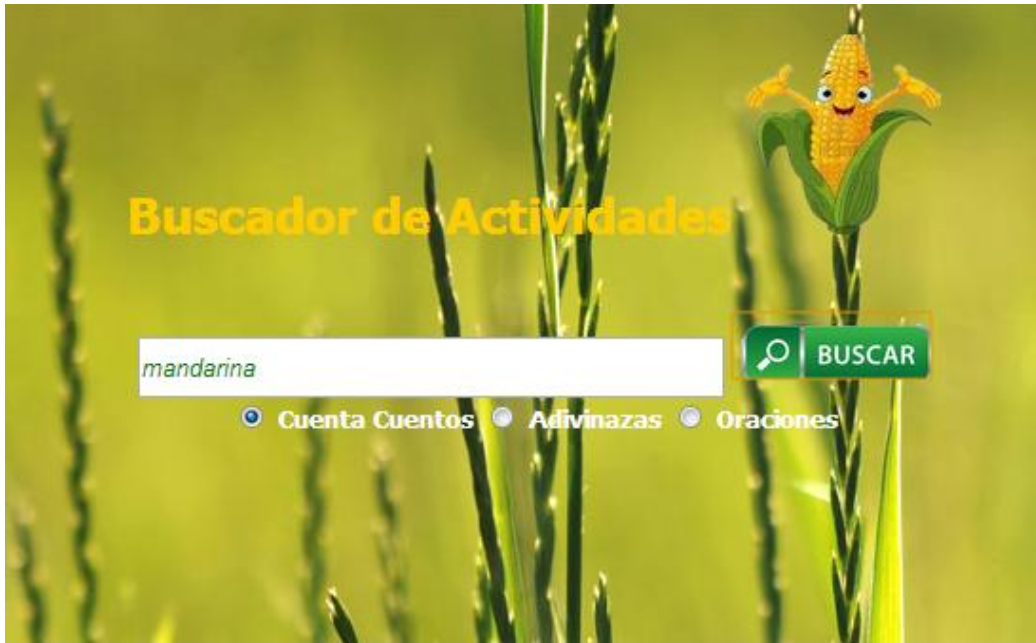 Buscador de Actividades
mandarina
BUSCAR
Cuenta Cuentos Adivinazas Oraciones